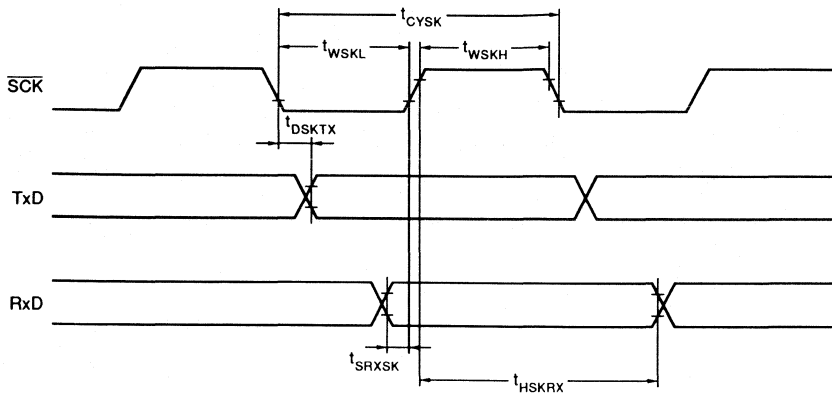 tCYSK
tWSKL
tWSKH
SCK
tDSKTX
TxD
RxD
tSRXSK
tHSKRX